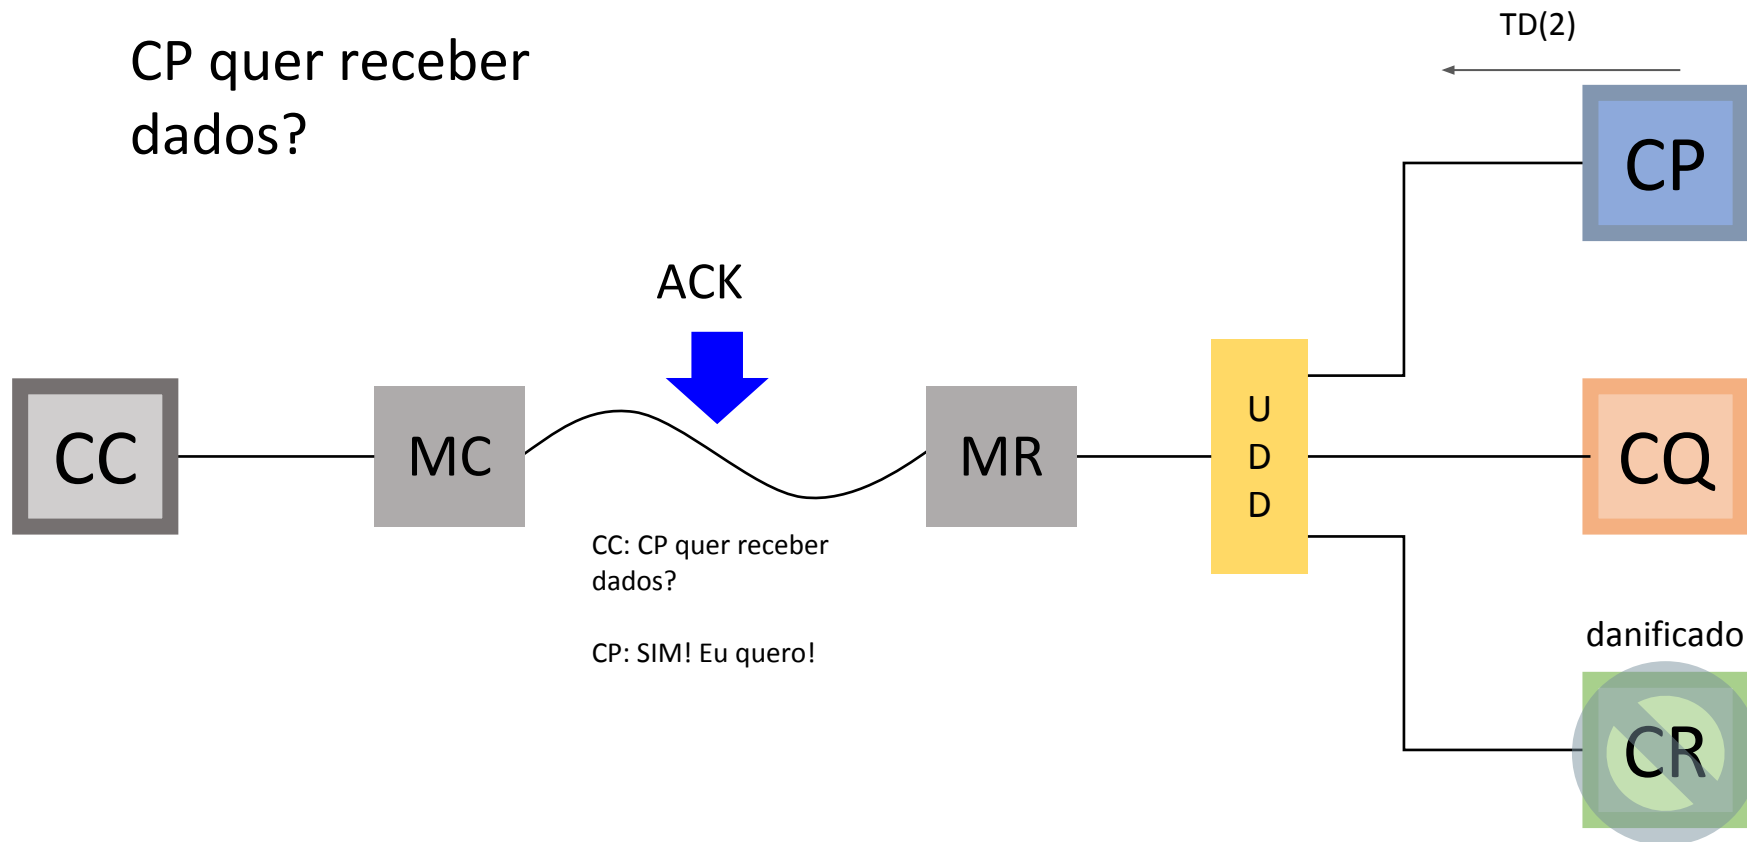 TD(2)
CP quer receber
dados?
CP
ACK
CC
MC
MR
U
D
D
CQ
CC: CP quer receber
dados?
CP: SIM! Eu quero!
danificado
CR